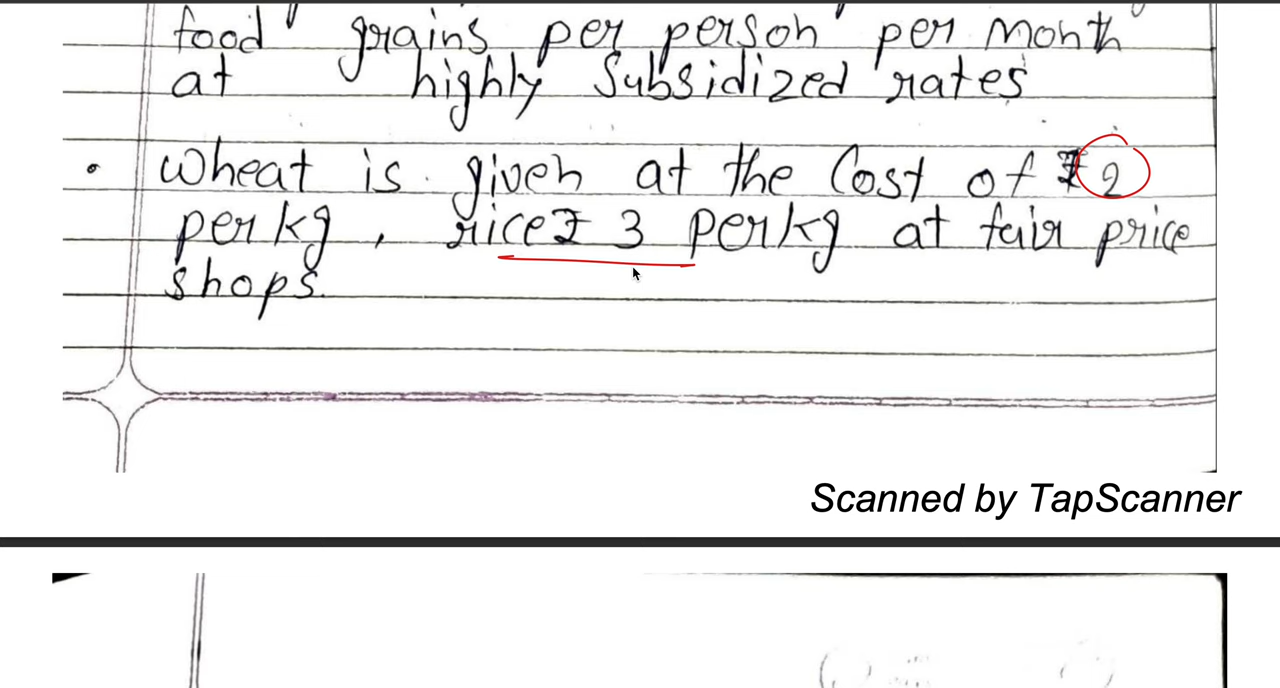 food grains per person per month
at highly Subsidized rates
• wheat is given at the Cost of ₹2
per kg, rice ₹ 3 per kg at fair price
shops.
Scanned by TapScanner